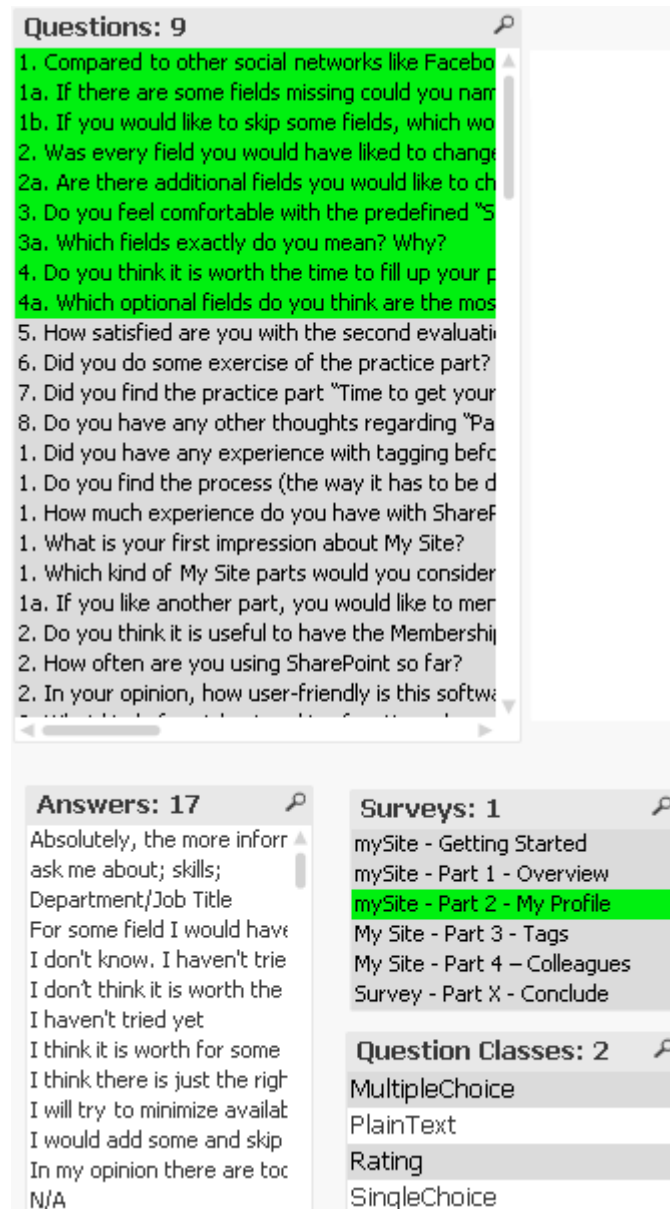 Questions: 9
1. Compared to other social networks like Facebo
1a. If there are some fields missing could you nam
1b. If you would like to skip some fields, which wo
2. Was every field you would have liked to change
2a. Are there additional fields you would like to ch
3. Do you feel comfortable with the predefined "S
3a. Which fields exactly do you mean? Why?
4. Do you think it is worth the time to fill up your p
4a. Which optional fields do you think are the mos
5. How satisfied are you with the second evaluati
6. Did you do some exercise of the practice part?
7. Did you find the practice part "Time to get your
8. Do you have any other thoughts regarding "Pa
1. Did you have any experience with tagging befo
1. Do you find the process (the way it has to be d
1. How much experience do you have with ShareP
1. What is your first impression about My Site?
1. Which kind of My Site parts would you consider
1a. If you like another part, you would like to mer
2. Do you think it is useful to have the Membership
2. How often are you using SharePoint so far?
2. In your opinion, how user-friendly is this softwa
Answers: 17
Absolutely, the more inforr
ask me about; skills;
Department/Job Title
For some field I would have
I don't know. I haven't trie
I don't think it is worth the
I haven't tried yet
I think it is worth for some
I think there is just the righ
I will try to minimize availab
I would add some and skip
In my opinion there are too
N/A
Surveys: 1
mySite - Getting Started
mySite - Part 1 - Overview
mySite - Part 2 - My Profile
My Site - Part 3 - Tags
My Site - Part 4 – Colleagues
Survey - Part X - Conclude
Question Classes: 2
MultipleChoice
PlainText
Rating
SingleChoice